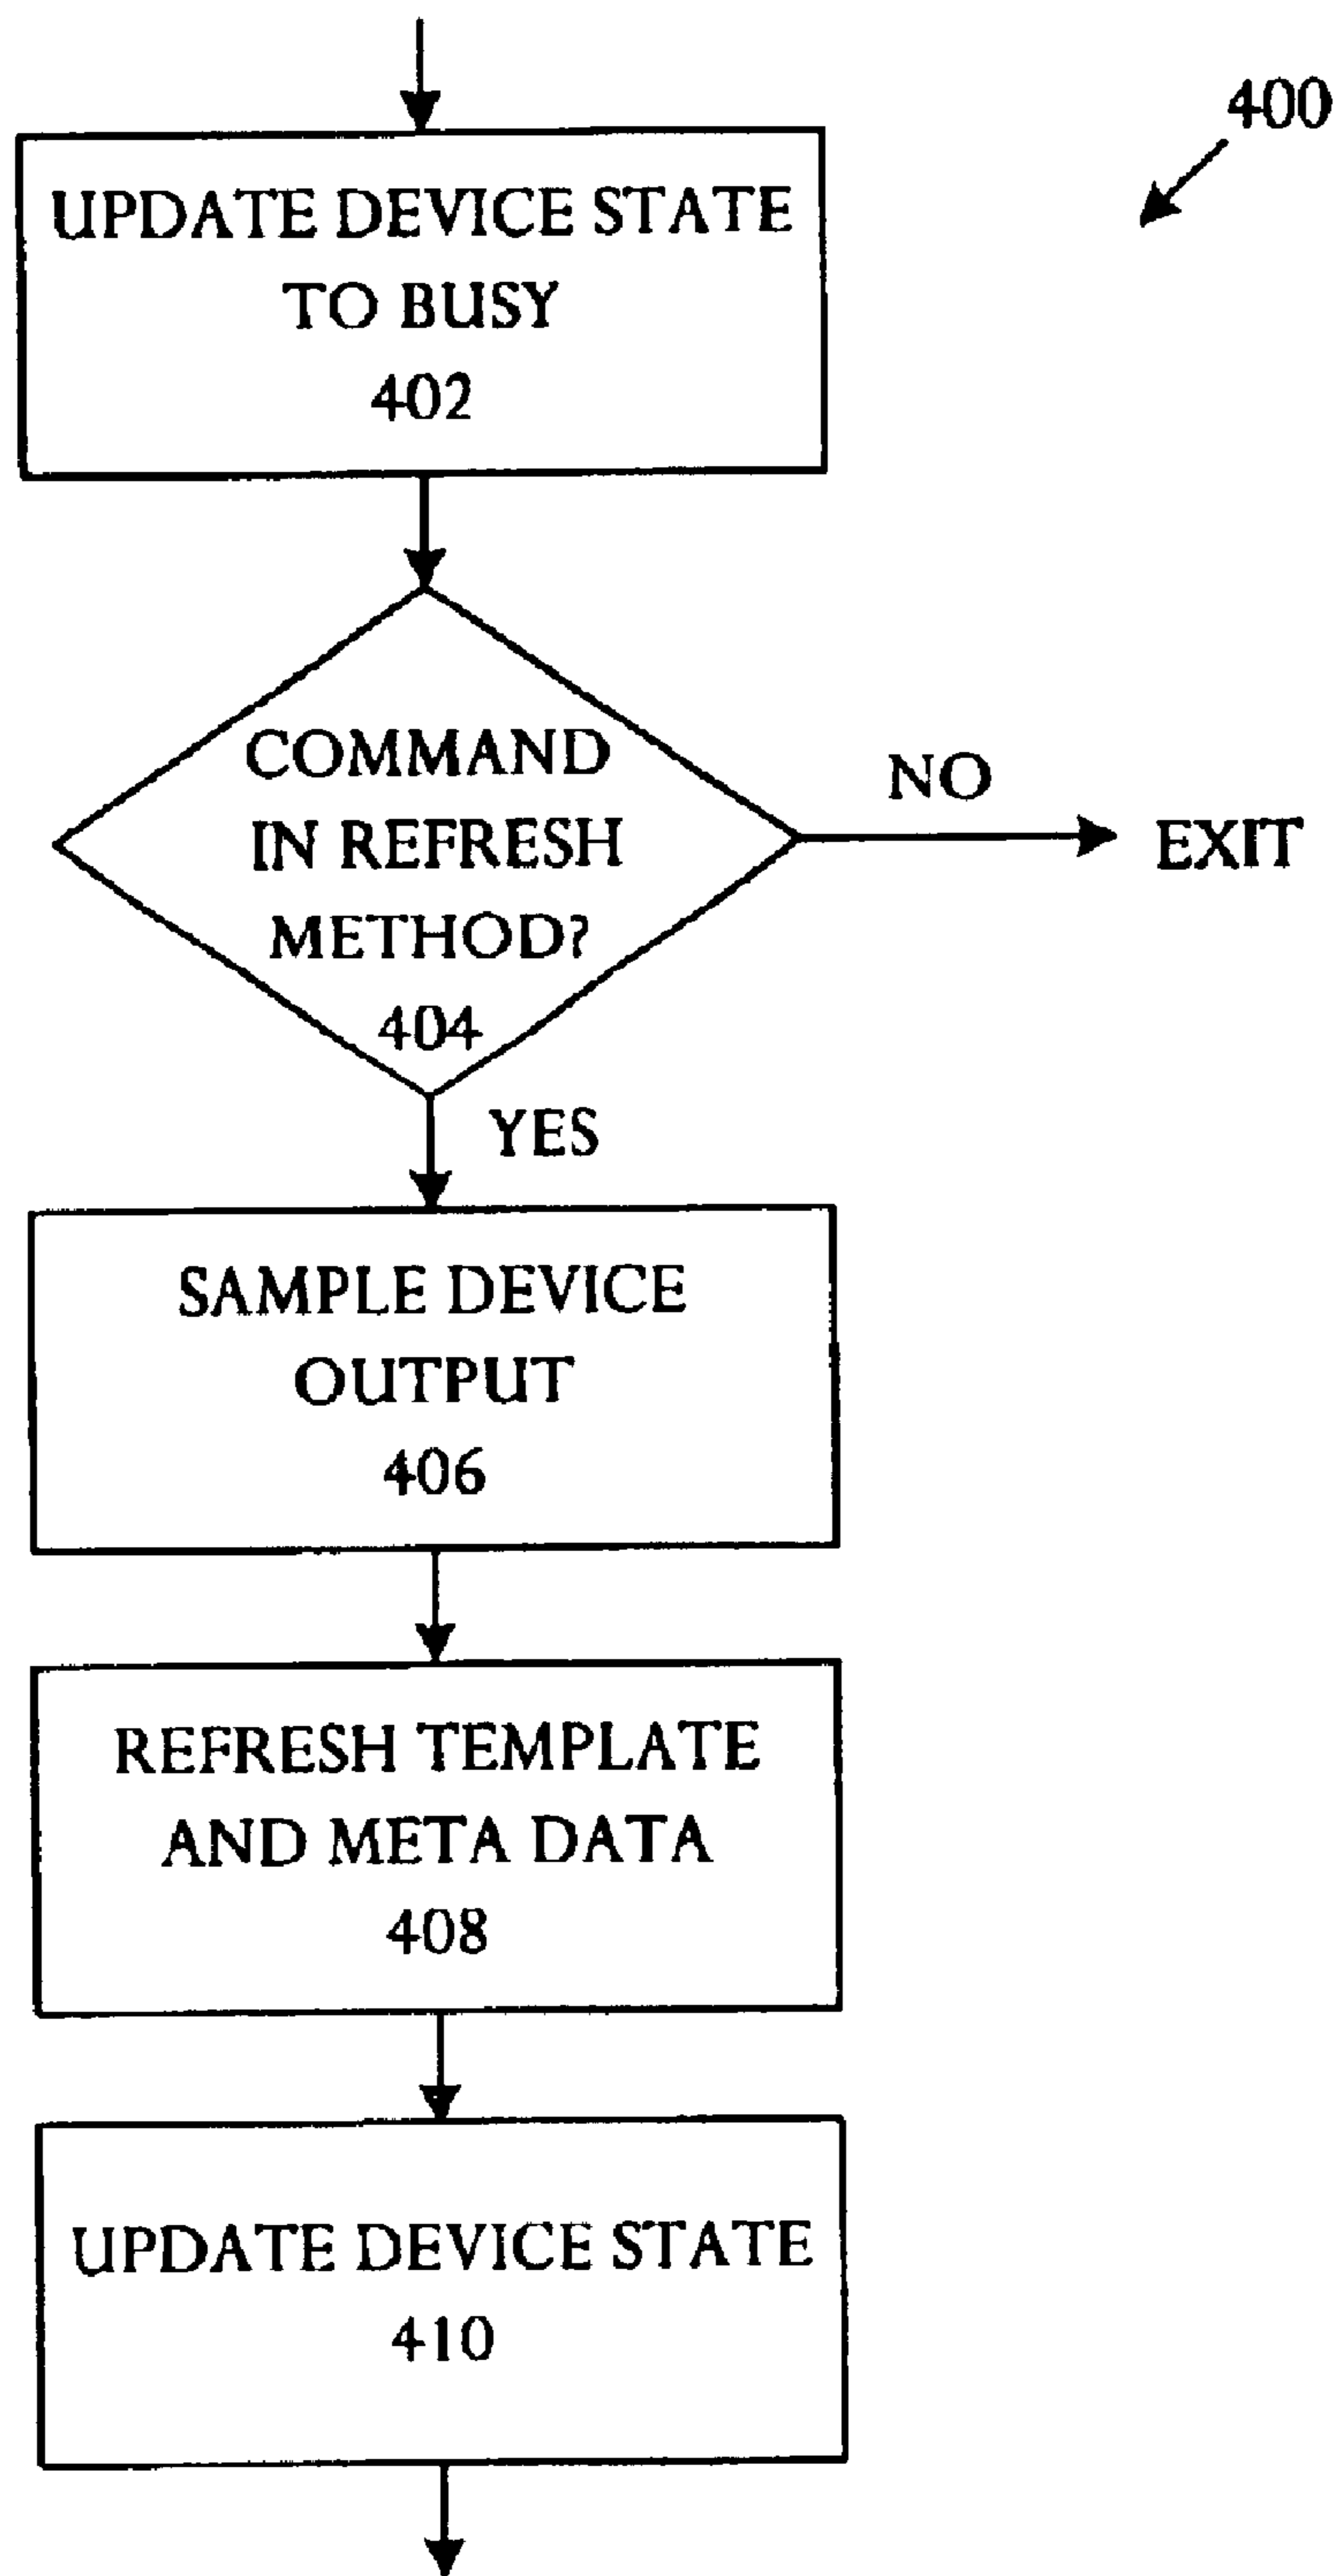 400
UPDATE DEVICE STATE
TO BUSY
402
COMMAND
IN REFRESH
METHOD?
404
NO
EXIT
YES
SAMPLE DEVICE
OUTPUT
406
REFRESH TEMPLATE
AND META DATA
408
UPDATE DEVICE STATE
410